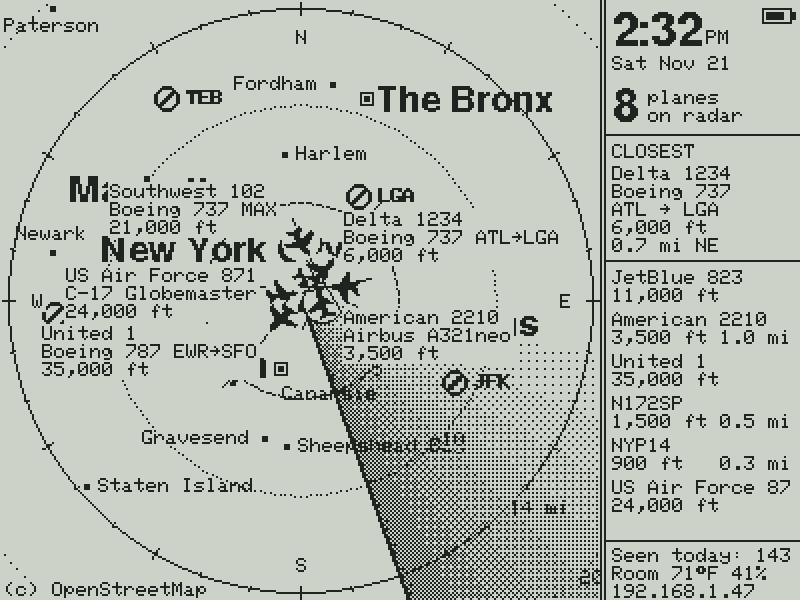 Paterson
N
TEB
Fordham
The Bronx
Harlem
Southwest 102
Boeing 737 MAX
21,000 ft
LGA
Delta 1234
Boeing 737 ATL→LGA
6,000 ft
Newark
New York
US Air Force 871
C-17 Globemaster
24,000 ft
W
E
American 2210
Airbus A321neo
3,500 ft
United 1
Boeing 787 EWR→SFO
35,000 ft
JFK
Canarsie
Gravesend
Staten Island
14 mi
S
(c) OpenStreetMap
2:32 PM
Sat Nov 21
8 planes
on radar
CLOSEST
Delta 1234
Boeing 737
ATL → LGA
6,000 ft
0.7 mi NE
JetBlue 823
11,000 ft
American 2210
3,500 ft 1.0 mi
United 1
35,000 ft
N172SP
1,500 ft 0.5 mi
NYP14
900 ft 0.3 mi
US Air Force 87
24,000 ft
Seen today: 143
Room 71°F 41%
192.168.1.47